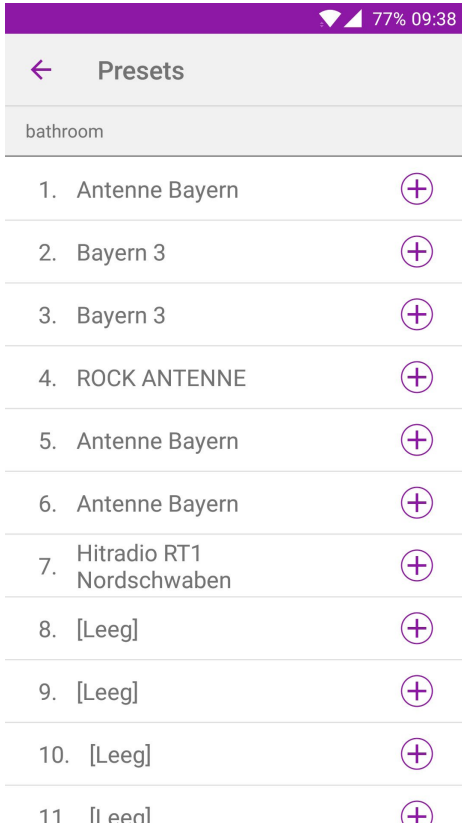 77% 09:38
Presets
bathroom
1. Antenne Bayern
2. Bayern 3
3. Bayern 3
4. ROCK ANTENNE
5. Antenne Bayern
6. Antenne Bayern
7. Hitradio RT1
Nordschwaben
8. [Leeg]
9. [Leeg]
10. [Leeg]
11. [Leeg]